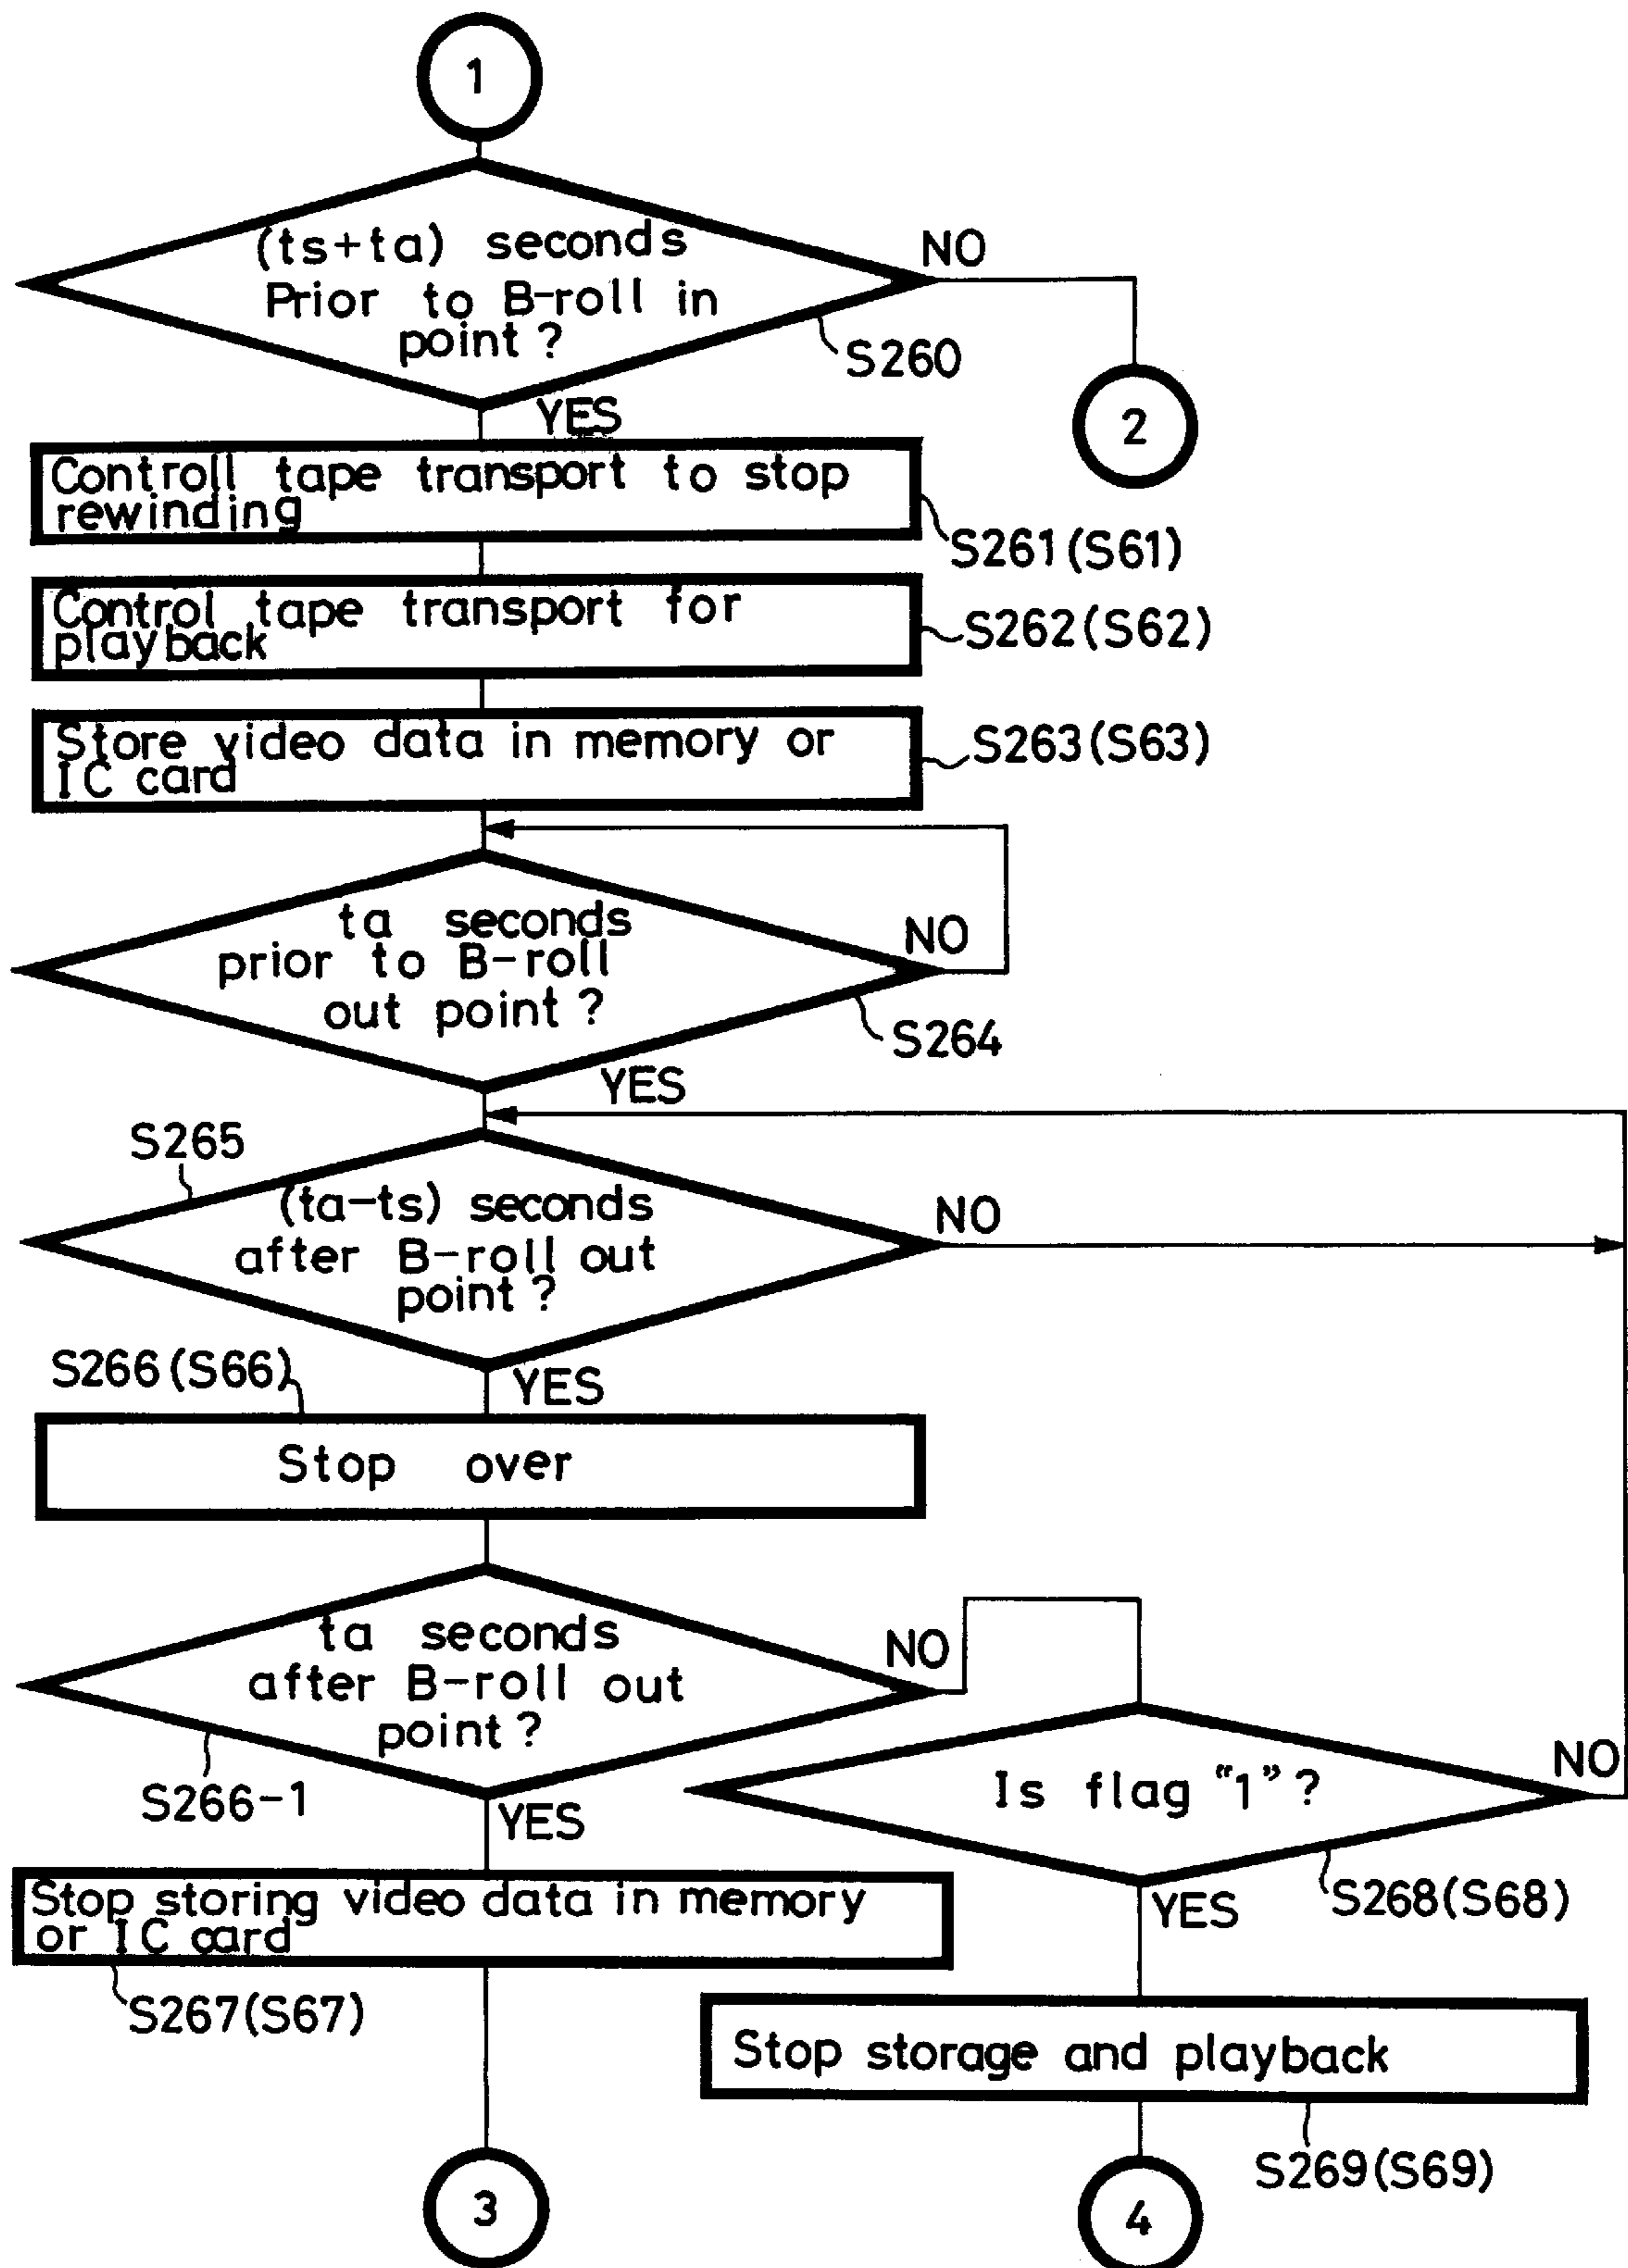 1
(ts+ta) seconds
Prior to B-roll in
point?
NO
S260
2
YES
Controll tape transport to stop
rewinding
S261(S61)
Control tape transport for
playback
S262(S62)
Store video data in memory or
IC card
S263(S63)
ta seconds
prior to B-roll
out point?
NO
S264
YES
S265
(ta-ts) seconds
after B-roll out
point?
NO
S266(S66)
YES
Stop over
ta seconds
after B-roll out
point?
NO
S266-1
YES
Is flag "1"?
NO
S268(S68)
YES
Stop storing video data in memory
or IC card
S267(S67)
Stop storage and playback
S269(S69)
3
4